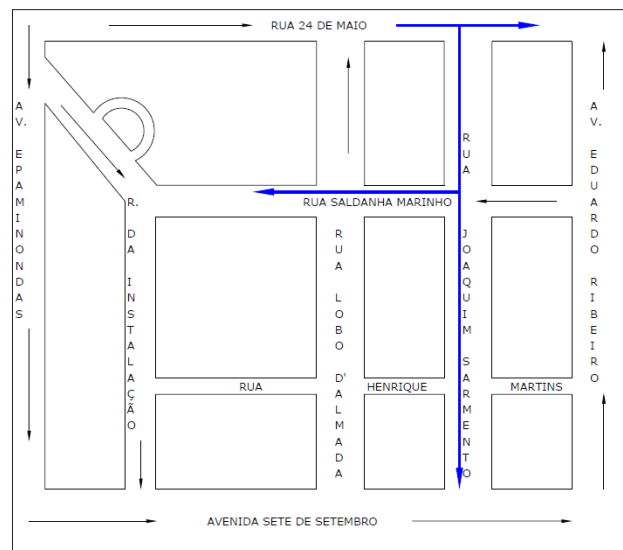 RUA 24 DE MAIO
AV. EPAMINONDAS
R. DA INSTALAÇÃO
RUA SALDANHA MARINHO
RUA LOBO D'ALMADA
RUA JOAQUIM SARMENTO
AV. EDUARDO RIBEIRO
RUA HENRIQUE MARTINS
AVENIDA SETE DE SETEMBRO